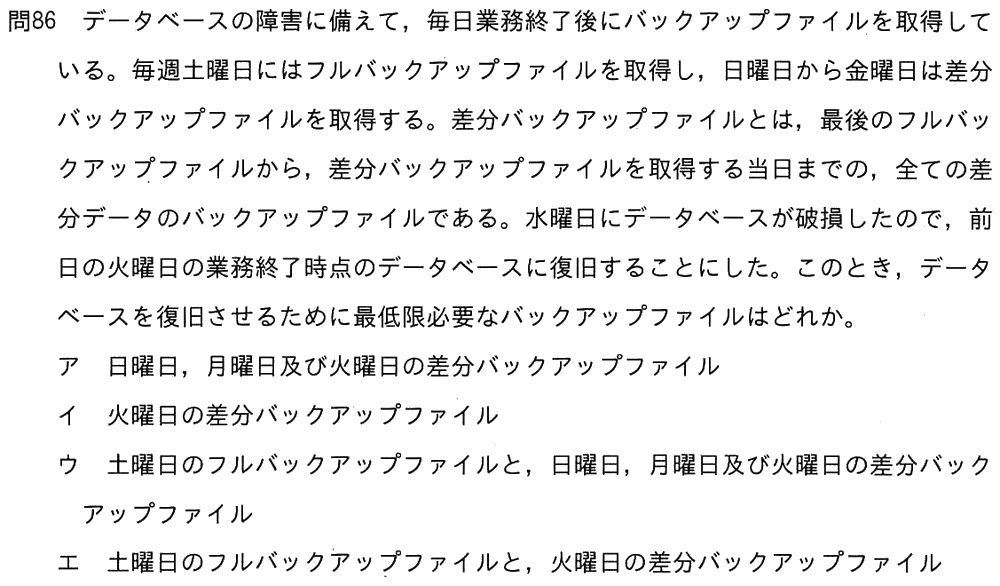 問86 データベースの障害に備えて，毎日業務終了後にバックアップファイルを取得して
いる。毎週土曜日にはフルバックアップファイルを取得し，日曜日から金曜日は差分
バックアップファイルを取得する。差分バックアップファイルとは，最後のフルバッ
クアップファイルから，差分バックアップファイルを取得する当日までの，全ての差
分データのバックアップファイルである。水曜日にデータベースが破損したので，前
日の火曜日の業務終了時点のデータベースに復旧することにした。このとき，データ
ベースを復旧させるために最低限必要なバックアップファイルはどれか。
ア 日曜日，月曜日及び火曜日の差分バックアップファイル
イ 火曜日の差分バックアップファイル
ウ 土曜日のフルバックアップファイルと，日曜日，月曜日及び火曜日の差分バック
アップファイル
エ 土曜日のフルバックアップファイルと，火曜日の差分バックアップファイル